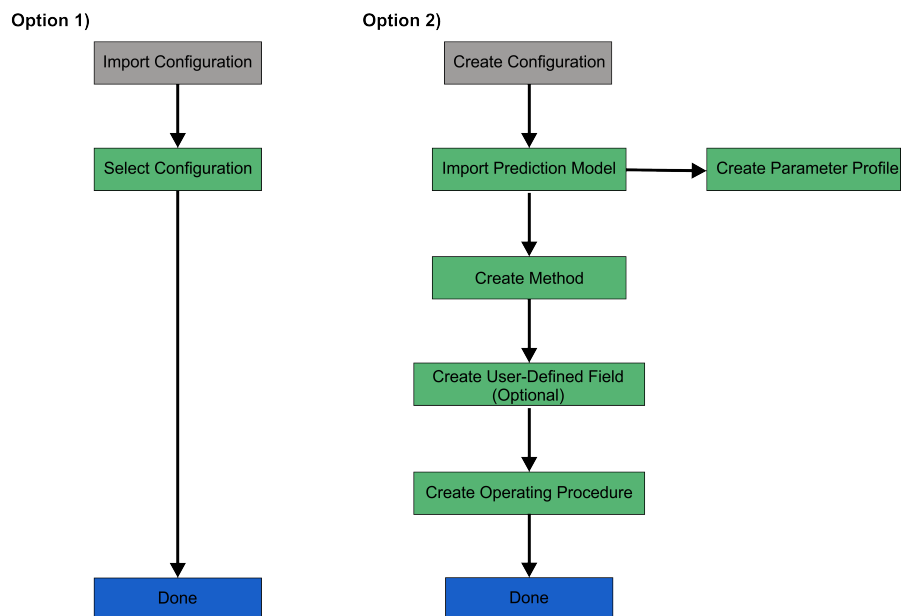 Option 1)
Import Configuration
Select Configuration
Done
Option 2)
Create Configuration
Import Prediction Model
Create Parameter Profile
Create Method
Create User-Defined Field
(Optional)
Create Operating Procedure
Done